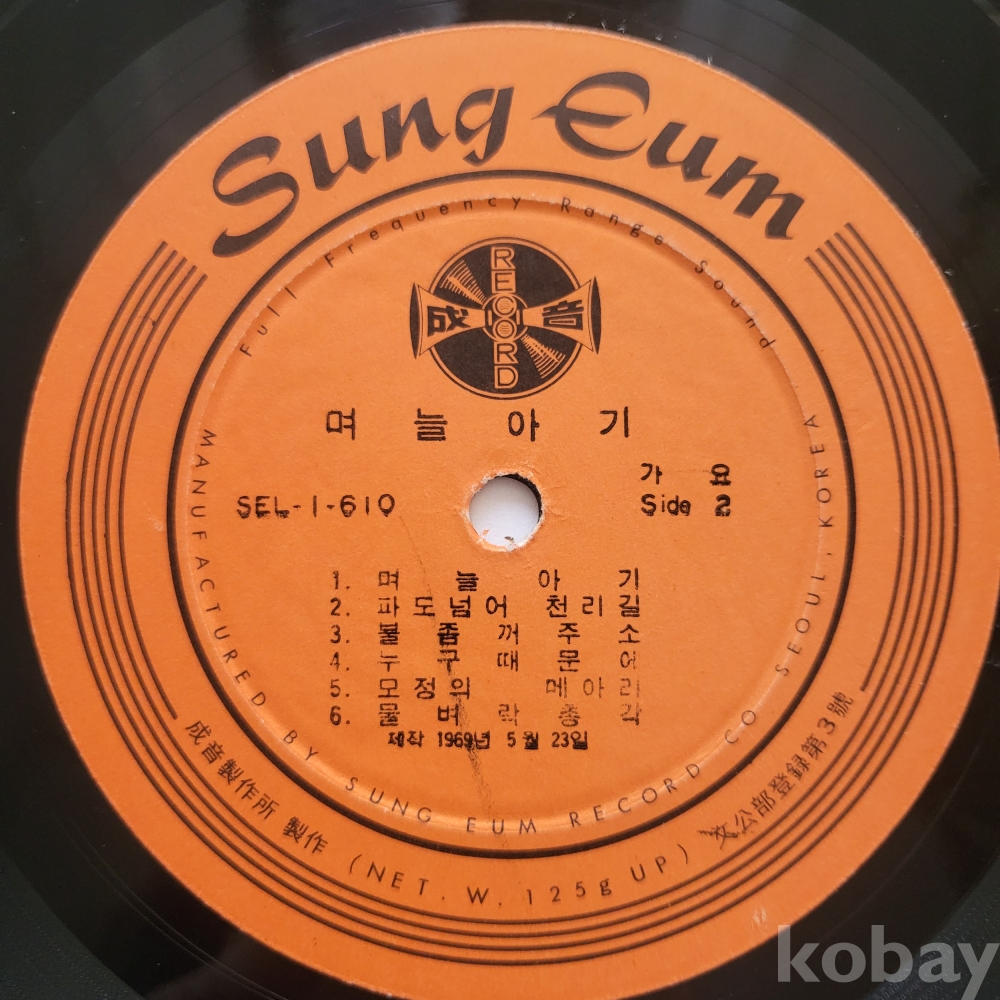 Sung Eum
Full Frequency Range Sound
RECORD
成 音
며늘아기
가요
SEL-1-610
Side 2
1. 며늘아기
2. 파도넘어 천리길
3. 불좀꺼주소
4. 누구때문에
5. 모정의 메아리
6. 물벼락총각
제작 1969년 5월 23일
MANUFACTURED BY SUNG EUM RECORD CO SEOUL, KOREA
成音製作所 製作 (NET. W. 125g UP) 文公部登録第3號
kobay